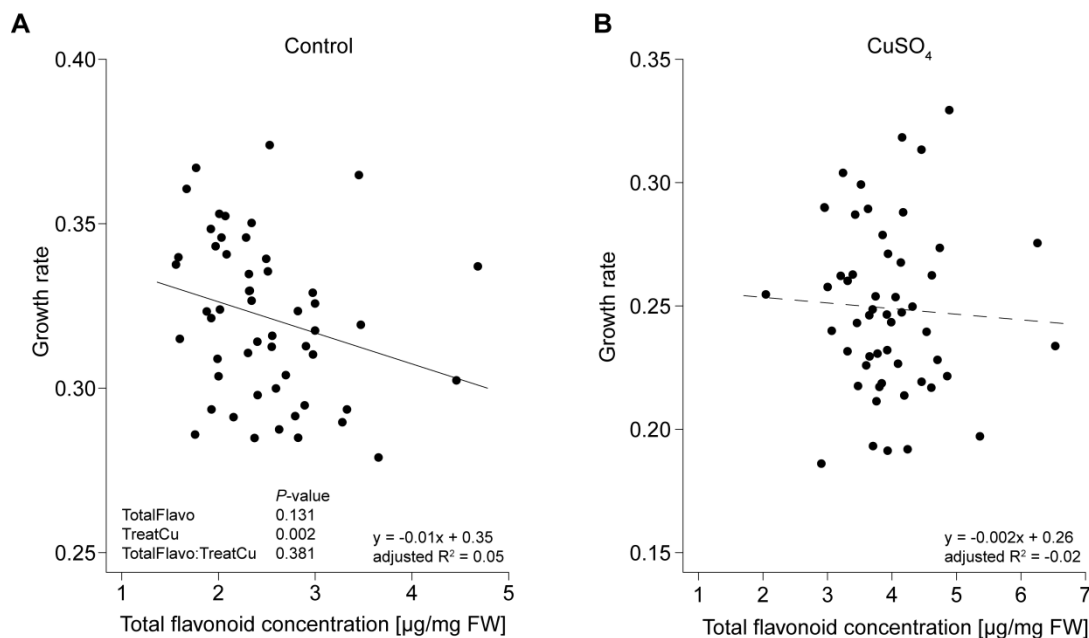 A
Control
0.40
0.35
0.30
0.25
Growth rate
P-value
TotalFlavo 0.131
TreatCu 0.002
TotalFlavo:TreatCu 0.381
y = -0.01x + 0.35
adjusted R² = 0.05
1 2 3 4 5
Total flavonoid concentration [µg/mg FW]
B
CuSO₄
0.35
0.30
0.25
0.20
0.15
Growth rate
y = -0.002x + 0.26
adjusted R² = -0.02
1 2 3 4 5 6 7
Total flavonoid concentration [µg/mg FW]